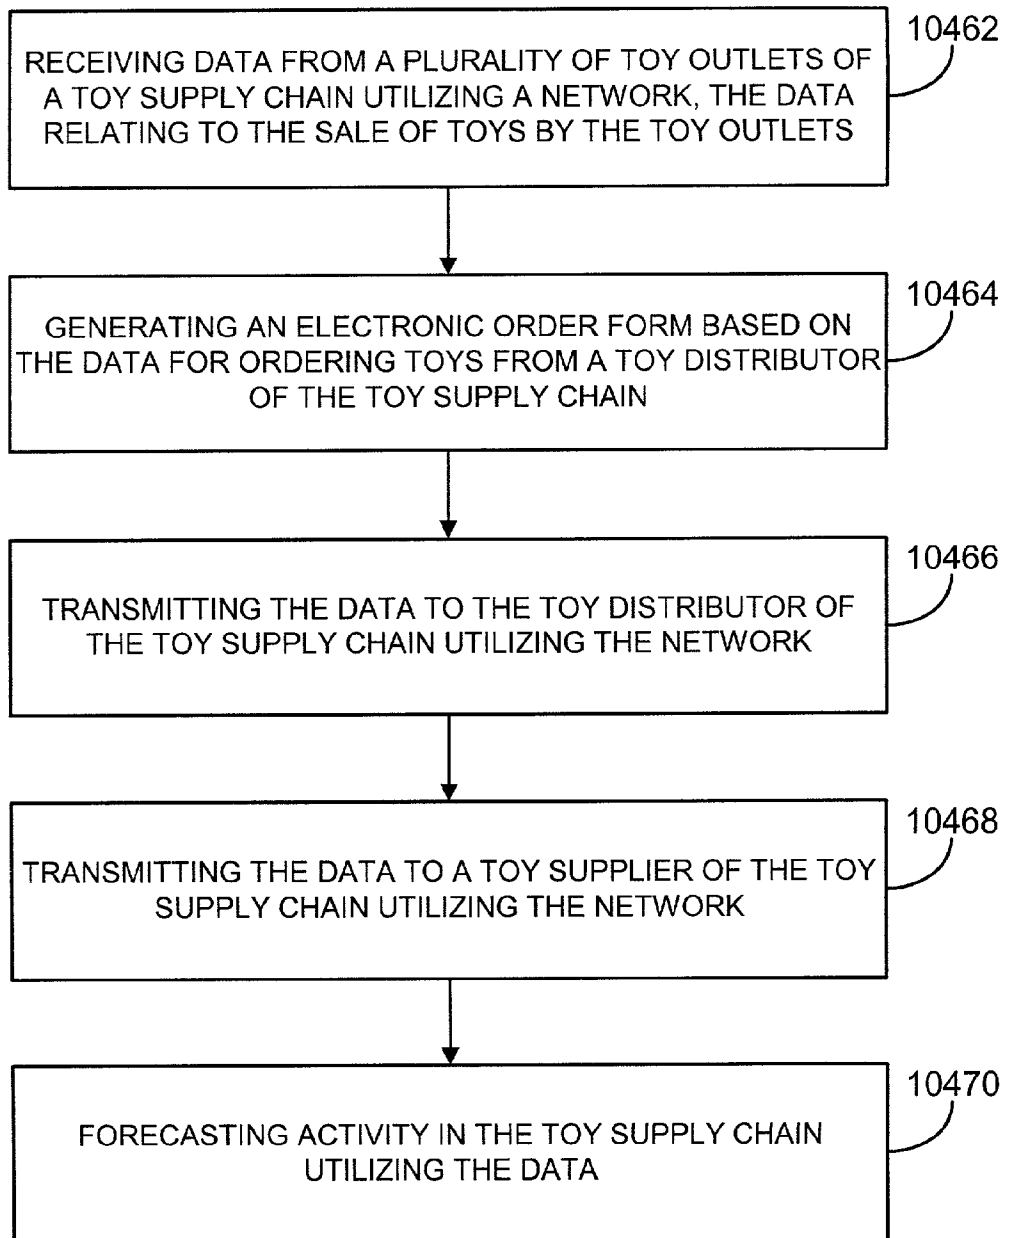 10462
RECEIVING DATA FROM A PLURALITY OF TOY OUTLETS OF
A TOY SUPPLY CHAIN UTILIZING A NETWORK, THE DATA
RELATING TO THE SALE OF TOYS BY THE TOY OUTLETS
10464
GENERATING AN ELECTRONIC ORDER FORM BASED ON
THE DATA FOR ORDERING TOYS FROM A TOY DISTRIBUTOR
OF THE TOY SUPPLY CHAIN
10466
TRANSMITTING THE DATA TO THE TOY DISTRIBUTOR OF
THE TOY SUPPLY CHAIN UTILIZING THE NETWORK
10468
TRANSMITTING THE DATA TO A TOY SUPPLIER OF THE TOY
SUPPLY CHAIN UTILIZING THE NETWORK
10470
FORECASTING ACTIVITY IN THE TOY SUPPLY CHAIN
UTILIZING THE DATA